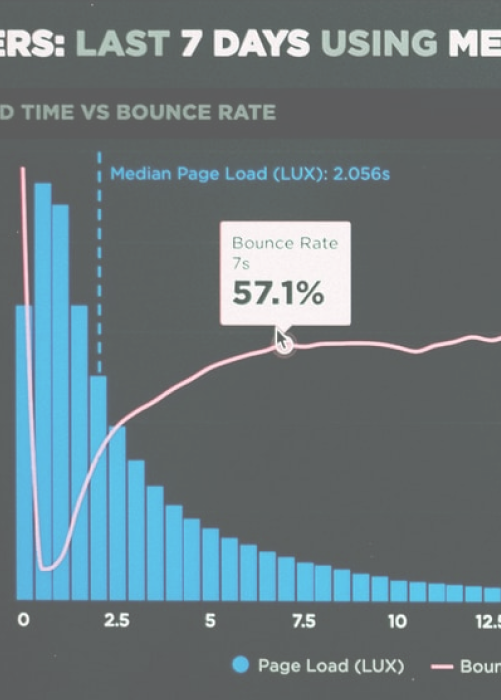 ERS: LAST 7 DAYS USING ME
D TIME VS BOUNCE RATE
Median Page Load (LUX): 2.056s
Bounce Rate
7s
57.1%
0 2.5 5 7.5 10 12.5
Page Load (LUX) Boun